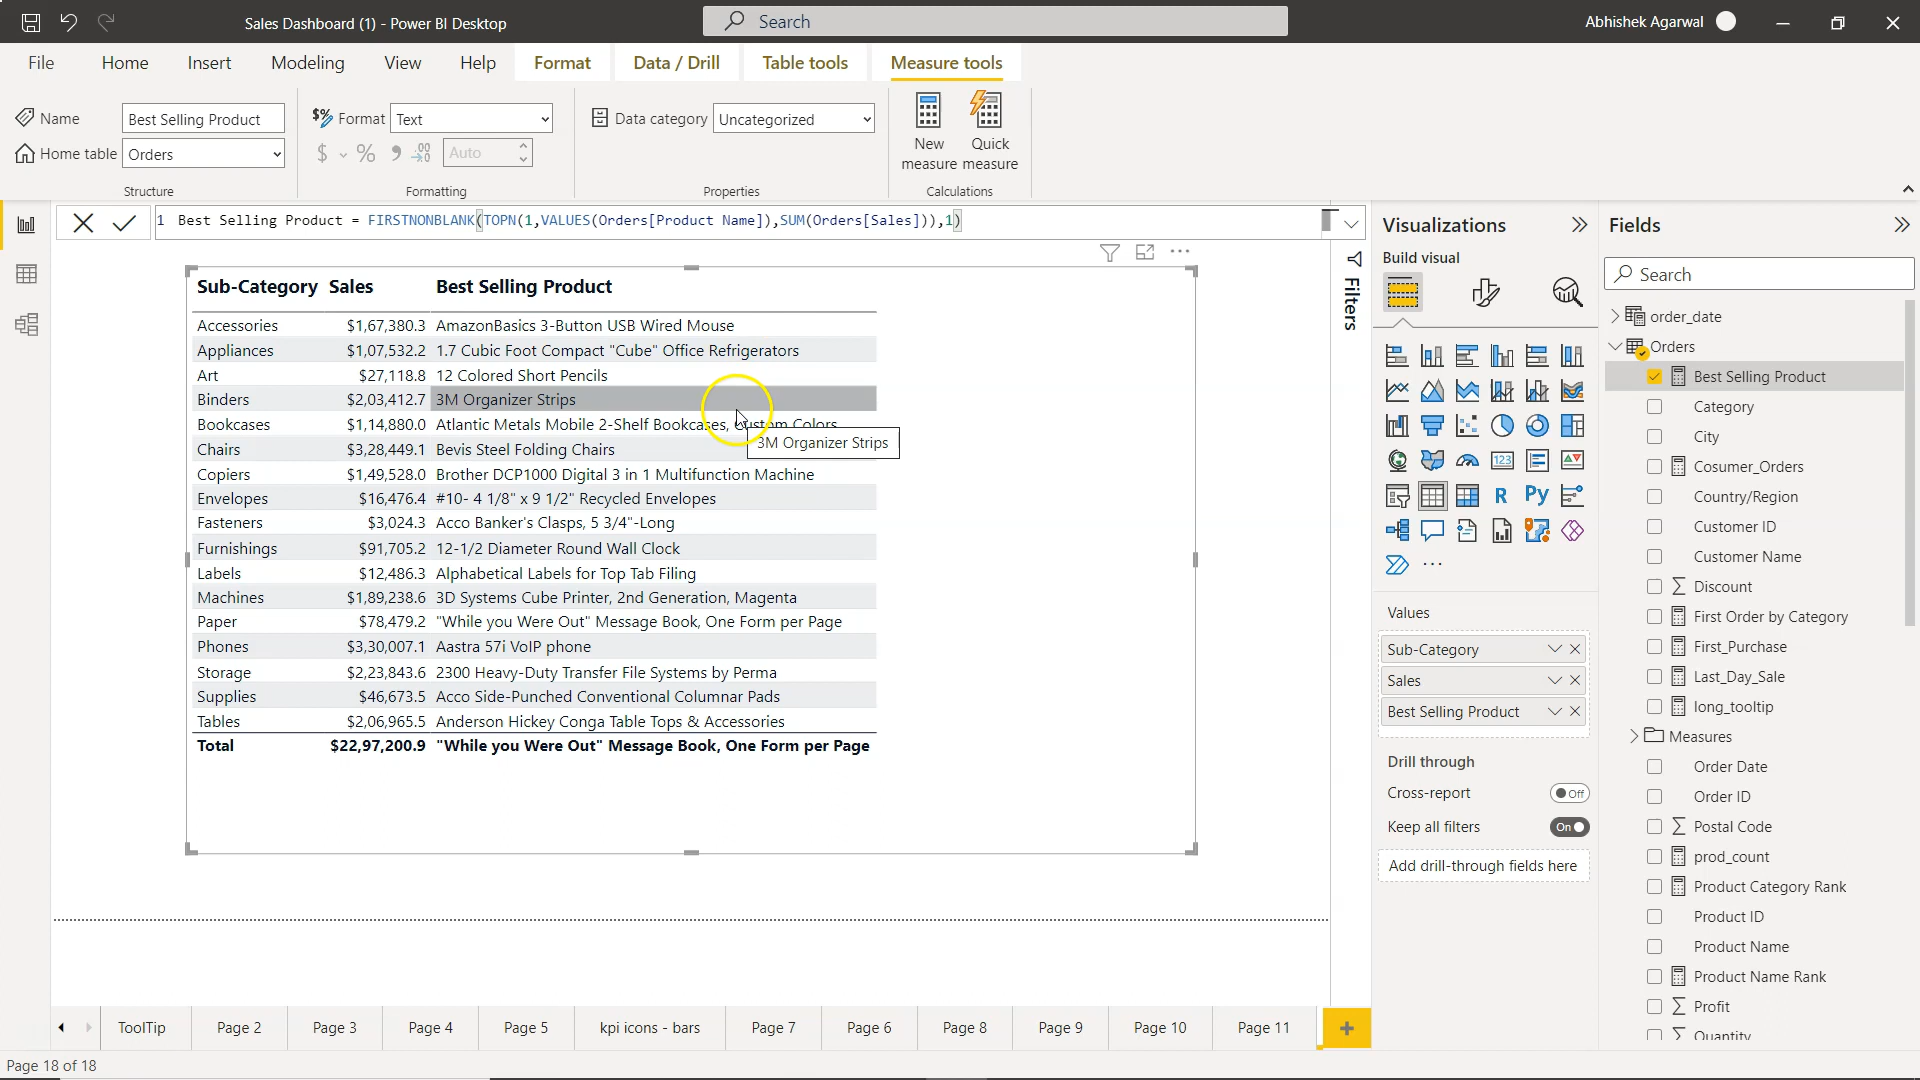 Sales Dashboard (1) - Power BI Desktop
Search
Abhishek Agarwal
File
Home
Insert
Modeling
View
Help
Format
Data / Drill
Table tools
Measure tools
Name
Best Selling Product
Home table
Orders
Structure
Format
Text
$ % 9 .00
Auto
Formatting
Data category
Uncategorized
Properties
New
measure
Quick
measure
Calculations
1 Best Selling Product = FIRSTNONBLANK(TOPN(1,VALUES(Orders[Product Name]),SUM(Orders[Sales])),1)
Sub-Category Sales Best Selling Product
Accessories $1,67,380.3 AmazonBasics 3-Button USB Wired Mouse
Appliances $1,07,532.2 1.7 Cubic Foot Compact "Cube" Office Refrigerators
Art $27,118.8 12 Colored Short Pencils
Binders $2,03,412.7 3M Organizer Strips
Bookcases $1,14,880.0 Atlantic Metals Mobile 2-Shelf Bookcases, Custom Colors
Chairs $3,28,449.1 Bevis Steel Folding Chairs
3M Organizer Strips
Copiers $1,49,528.0 Brother DCP1000 Digital 3 in 1 Multifunction Machine
Envelopes $16,476.4 #10- 4 1/8" x 9 1/2" Recycled Envelopes
Fasteners $3,024.3 Acco Banker's Clasps, 5 3/4"-Long
Furnishings $91,705.2 12-1/2 Diameter Round Wall Clock
Labels $12,486.3 Alphabetical Labels for Top Tab Filing
Machines $1,89,238.6 3D Systems Cube Printer, 2nd Generation, Magenta
Paper $78,479.2 "While you Were Out" Message Book, One Form per Page
Phones $3,30,007.1 Aastra 57i VoIP phone
Storage $2,23,843.6 2300 Heavy-Duty Transfer File Systems by Perma
Supplies $46,673.5 Acco Side-Punched Conventional Columnar Pads
Tables $2,06,965.5 Anderson Hickey Conga Table Tops & Accessories
Total $22,97,200.9 "While you Were Out" Message Book, One Form per Page
Filters
Visualizations
Build visual
123
R
Py
Values
Sub-Category
Sales
Best Selling Product
Drill through
Cross-report
Off
Keep all filters
On
Add drill-through fields here
Fields
Search
order_date
Orders
Best Selling Product
Category
City
Cosumer_Orders
Country/Region
Customer ID
Customer Name
Discount
First Order by Category
First_Purchase
Last_Day_Sale
long_tooltip
Measures
Order Date
Order ID
Postal Code
prod_count
Product Category Rank
Product ID
Product Name
Product Name Rank
Profit
Quantity
ToolTip
Page 2
Page 3
Page 4
Page 5
kpi icons - bars
Page 7
Page 6
Page 8
Page 9
Page 10
Page 11
Page 18 of 18